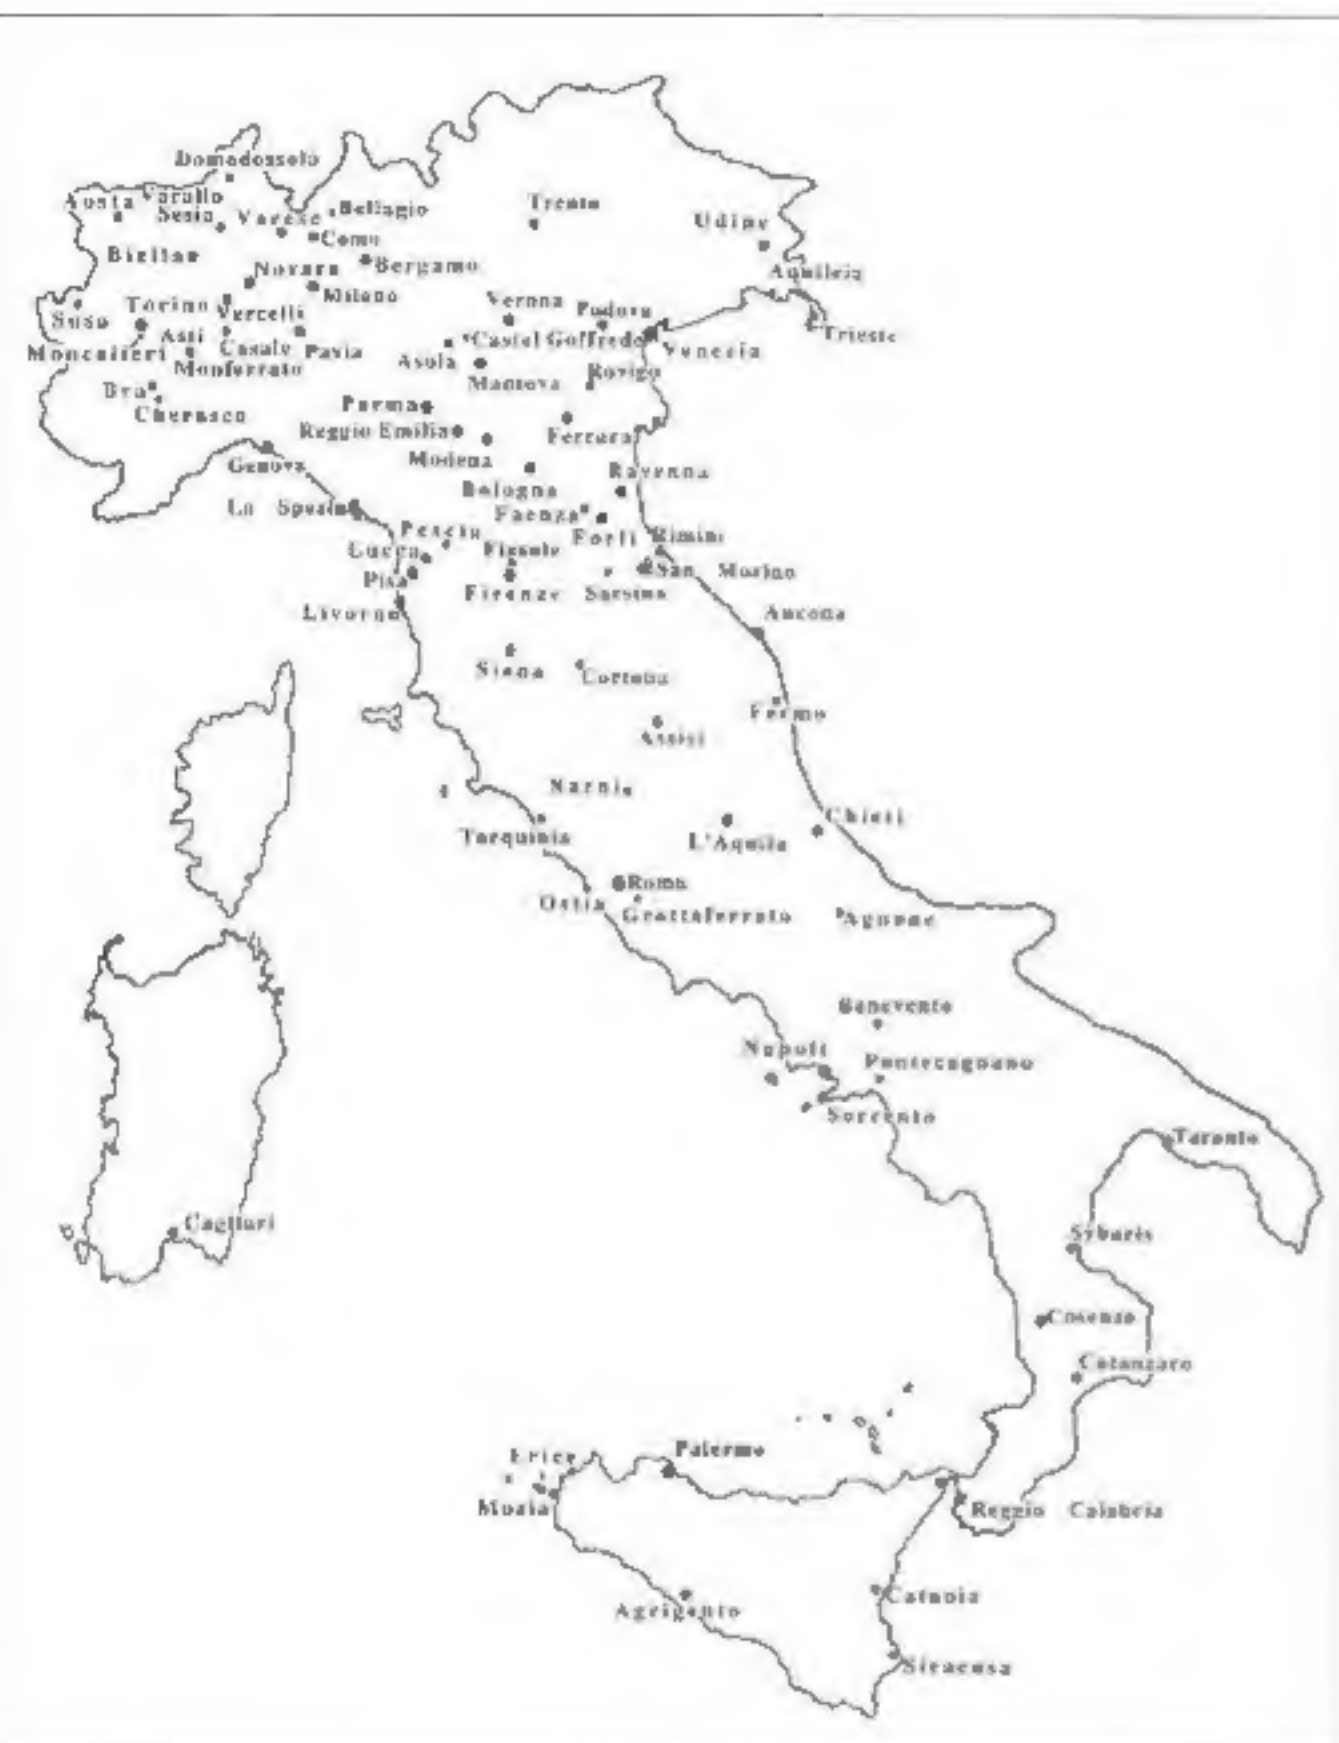 Domodossola
Aosta
Varallo
Sesia
Varese
Bellagio
Como
Trento
Udine
Novara
Bergamo
Aquileia
Torino
Vercelli
Milano
Verona
Padova
Susa
Asti
Castel Goffredo
Trieste
Moncalieri
Casale
Monferrato
Pavia
Asola
Venezia
Mantova
Rovigo
Bra
Cherasco
Parma
Reggio Emilia
Ferrara
Genova
Modena
Ravenna
Bologna
La Spezia
Faenza
Forlì
Rimini
Pescia
Lucca
Fiesole
Pisa
San Marino
Firenze
Sarsina
Livorno
Ancona
Siena
Cortona
Fermo
Assisi
Chieti
Tarquinia
L'Aquila
Roma
Ostia
Grottaferrata
Agnone
Benevento
Napoli
Pontecagnano
Sorrento
Taranto
Cagliari
Sybaris
Cosenza
Catanzaro
Erice
Palermo
Reggio Calabria
Catania
Agrigento
Siracusa